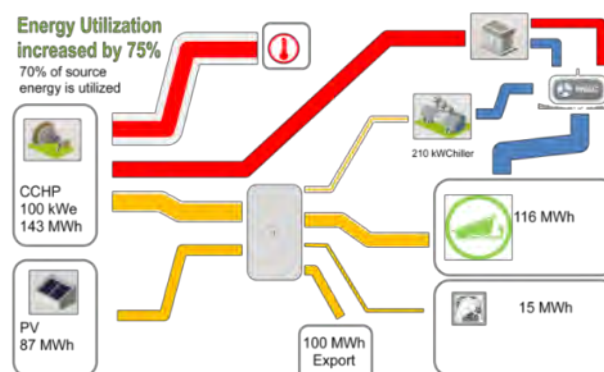 Energy Utilization
increased by 75%
70% of source
energy is utilized
CCHP
100 kWe
143 MWh
210 kWChiller
116 MWh
PV
87 MWh
15 MWh
100 MWh
Export